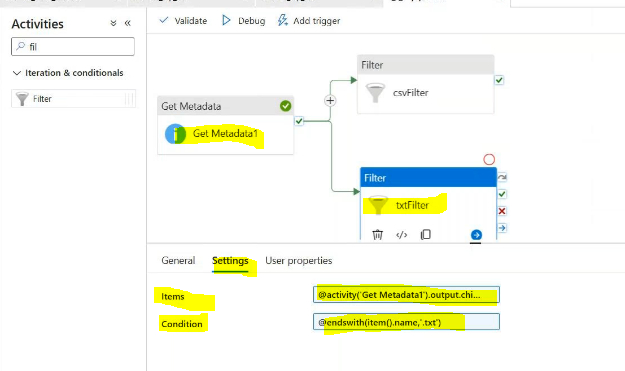 Activities
Validate
Debug
Add trigger
fil
Iteration & conditionals
Filter
Filter
csvFilter
Get Metadata
Get Metadata1
Filter
txtFilter
General
Settings
User properties
Items
@activity('Get Metadata1').output.chi...
Condition
@endswith(item().name,'.txt')